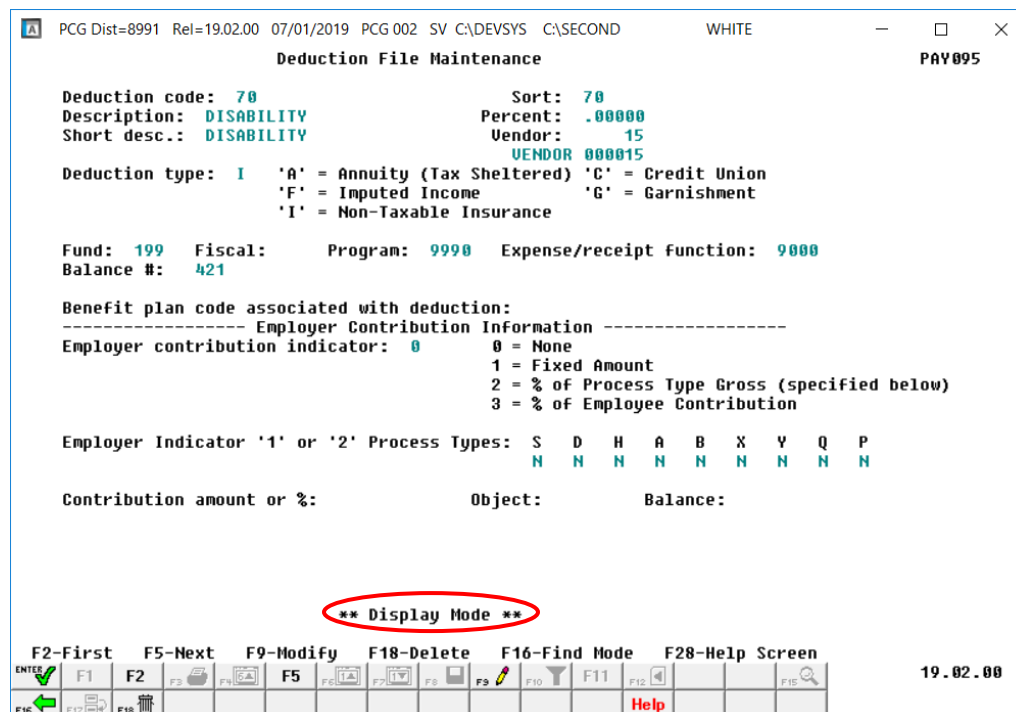 PCG Dist=8991 Rel=19.02.00 07/01/2019 PCG 002 SV C:\DEVSYS C:\SECOND WHITE
Deduction File Maintenance PAY095
Deduction code: 70 Sort: 70
Description: DISABILITY Percent: .00000
Short desc.: DISABILITY Vendor: 15
VENDOR 000015
Deduction type: I 'A' = Annuity (Tax Sheltered) 'C' = Credit Union
'F' = Imputed Income 'G' = Garnishment
'I' = Non-Taxable Insurance
Fund: 199 Fiscal: Program: 9990 Expense/receipt function: 9000
Balance #: 421
Benefit plan code associated with deduction:
------------------ Employer Contribution Information ------------------
Employer contribution indicator: 0 0 = None
1 = Fixed Amount
2 = % of Process Type Gross (specified below)
3 = % of Employee Contribution
Employer Indicator '1' or '2' Process Types: S D H A B X Y Q P
N N N N N N N N N
Contribution amount or %: Object: Balance:
** Display Mode **
F2-First F5-Next F9-Modify F18-Delete F16-Find Mode F28-Help Screen
ENTER F1 F2 F3 F4 F5 F6 F7 F8 F9 F10 F11 F12 F15 19.02.00
F16 F17 F18 Help